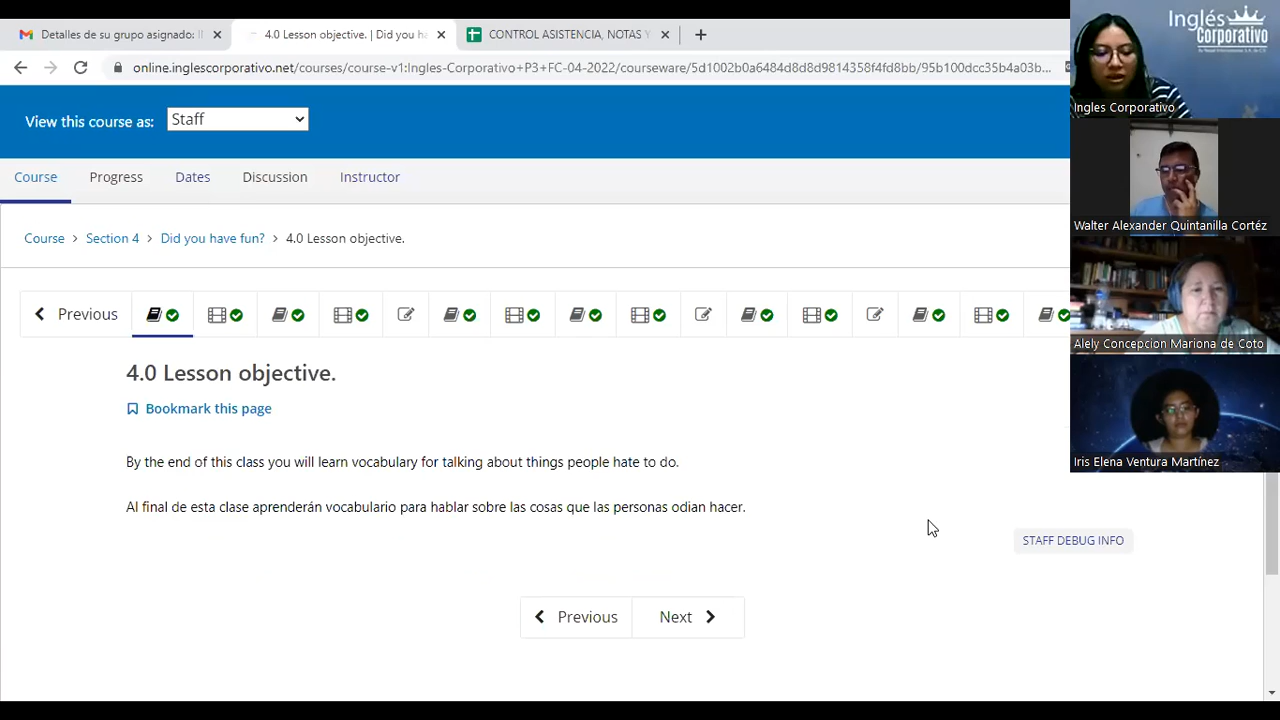 Detalles de su grupo asignado: I
4.0 Lesson objective. | Did you h
CONTROL ASISTENCIA, NOTAS Y
online.inglescorporativo.net/courses/course-v1:Ingles-Corporativo+P3-EC-04-2022/courseware/5d1002b0a6484d8d8b9814358f4fd8bb/95b100dcc35b4a03b...
View this course as:
Staff
Course
Progress
Dates
Discussion
Instructor
Course > Section 4 > Did you have fun? > 4.0 Lesson objective.
Previous
4.0 Lesson objective.
Bookmark this page
By the end of this class you will learn vocabulary for talking about things people hate to do.
Al final de esta clase aprenderán vocabulario para hablar sobre las cosas que las personas odian hacer.
STAFF DEBUG INFO
Previous
Next
Inglés
Corporativo
Ingles Corporativo
Walter Alexander Quintanilla Cortéz
Alely Concepcion Mariona de Coto
Iris Elena Ventura Martínez